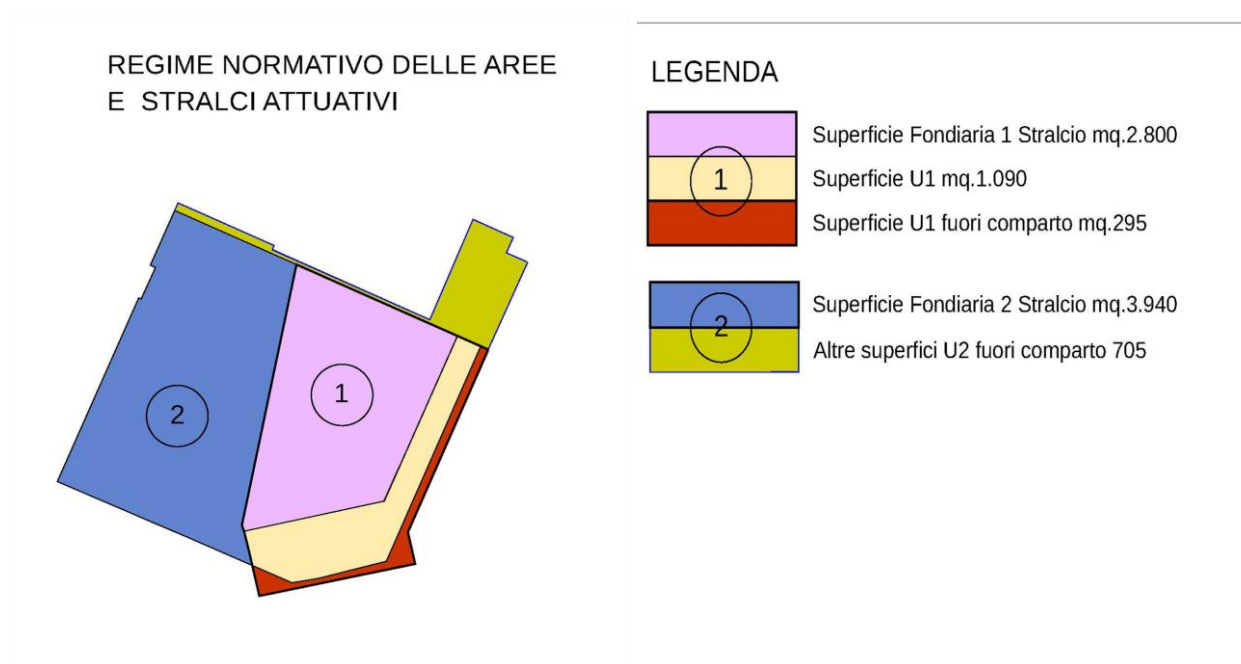 REGIME NORMATIVO DELLE AREE
E STRALCI ATTUATIVI
2
1
LEGENDA
1
Superficie Fondiaria 1 Stralcio mq.2.800
Superficie U1 mq.1.090
Superficie U1 fuori comparto mq.295
2
Superficie Fondiaria 2 Stralcio mq.3.940
Altre superfici U2 fuori comparto 705